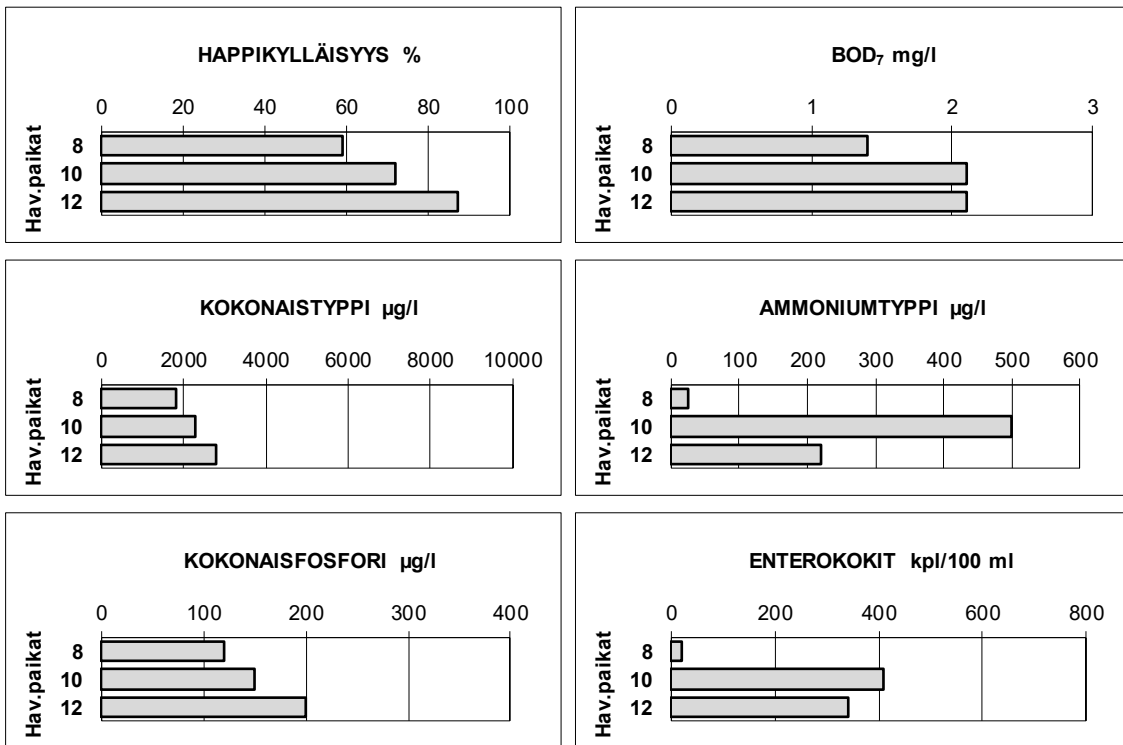 HAPPIKYLLÄISYYS %
0 20 40 60 80 100
Hav.paikat
8
10
12
BOD₇ mg/l
0 1 2 3
Hav.paikat
8
10
12
KOKONAISTYPPI µg/l
0 2000 4000 6000 8000 10000
Hav.paikat
8
10
12
AMMONIUMTYPPI µg/l
0 100 200 300 400 500 600
Hav.paikat
8
10
12
KOKONAISFOSFORI µg/l
0 100 200 300 400
Hav.paikat
8
10
12
ENTEROKOKIT kpl/100 ml
0 200 400 600 800
Hav.paikat
8
10
12